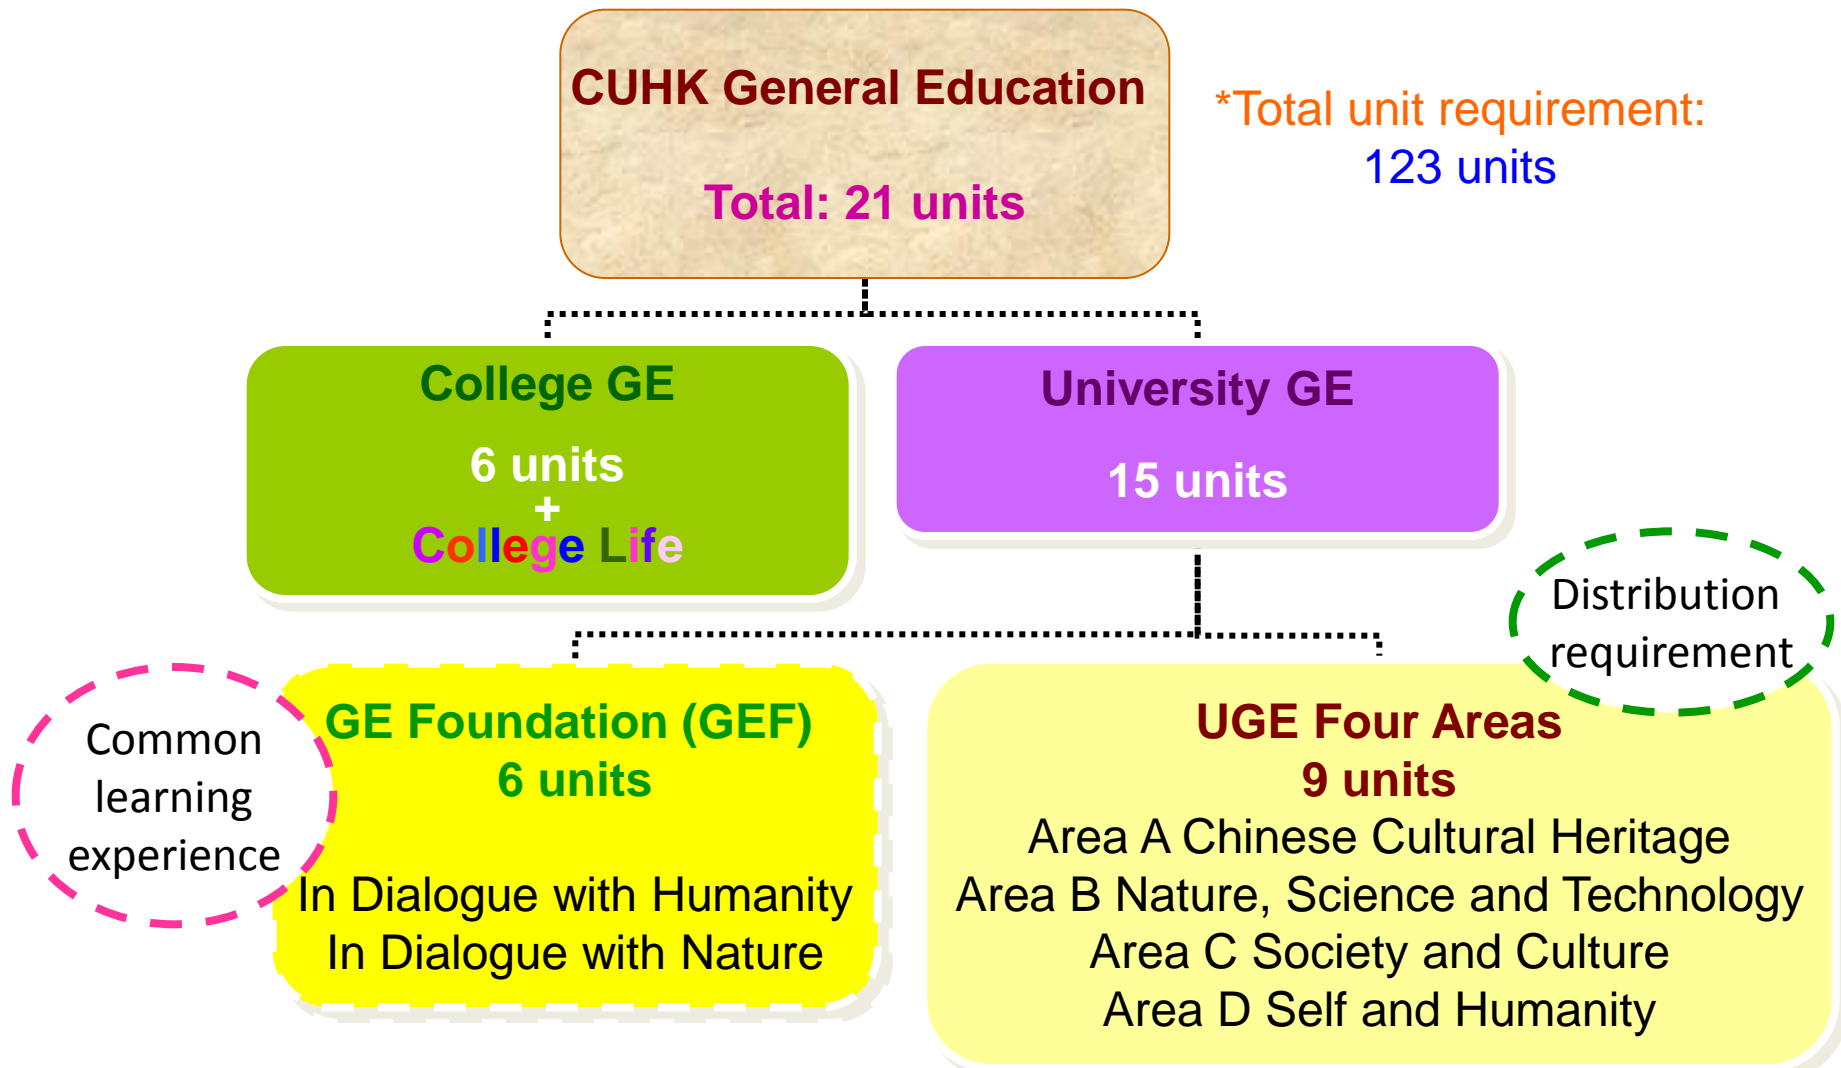 CUHK General Education
Total: 21 units
*Total unit requirement:
123 units
College GE
6 units
+
College Life
University GE
15 units
Distribution
requirement
Common
learning
experience
GE Foundation (GEF)
6 units
In Dialogue with Humanity
In Dialogue with Nature
UGE Four Areas
9 units
Area A Chinese Cultural Heritage
Area B Nature, Science and Technology
Area C Society and Culture
Area D Self and Humanity